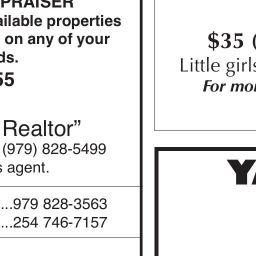 PRAISER
ailable properties
on any of your
ds.
55
Realtor”
(979) 828-5499
s agent.
...979 828-3563
...254 746-7157
$35 (
Little girls
For mor
YA